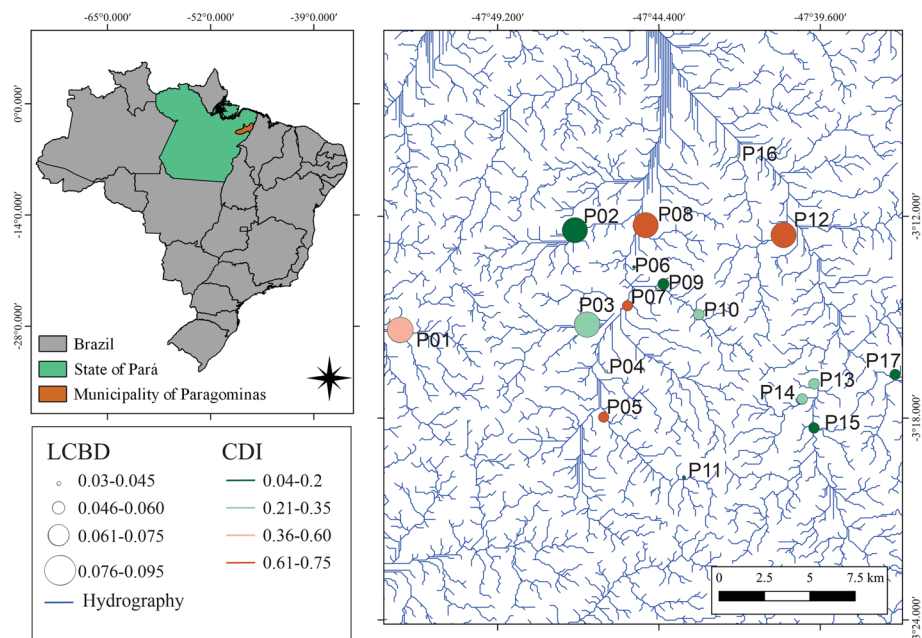 -65°0.000'
-52°0.000'
-39°0.000'
0°0.000'
-14°0.000'
-28°0.000'
Brazil
State of Pará
Municipality of Paragominas
LCBD
0.03-0.045
0.046-0.060
0.061-0.075
0.076-0.095
Hydrography
CDI
0.04-0.2
0.21-0.35
0.36-0.60
0.61-0.75
-47°49.200'
-47°44.400'
-47°39.600'
-3°12.000'
-3°18.000'
-3°24.000'
P16
P02
P08
P12
P06
P09
P07
P03
P10
P01
P04
P17
P13
P14
P05
P15
P11
0 2.5 5 7.5 km